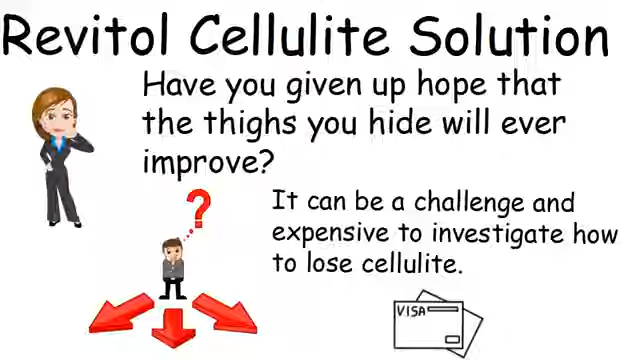 Revitol Cellulite Solution
Have you given up hope that
the thighs you hide will ever
improve?
?
It can be a challenge and
expensive to investigate how
to lose cellulite.
VISA